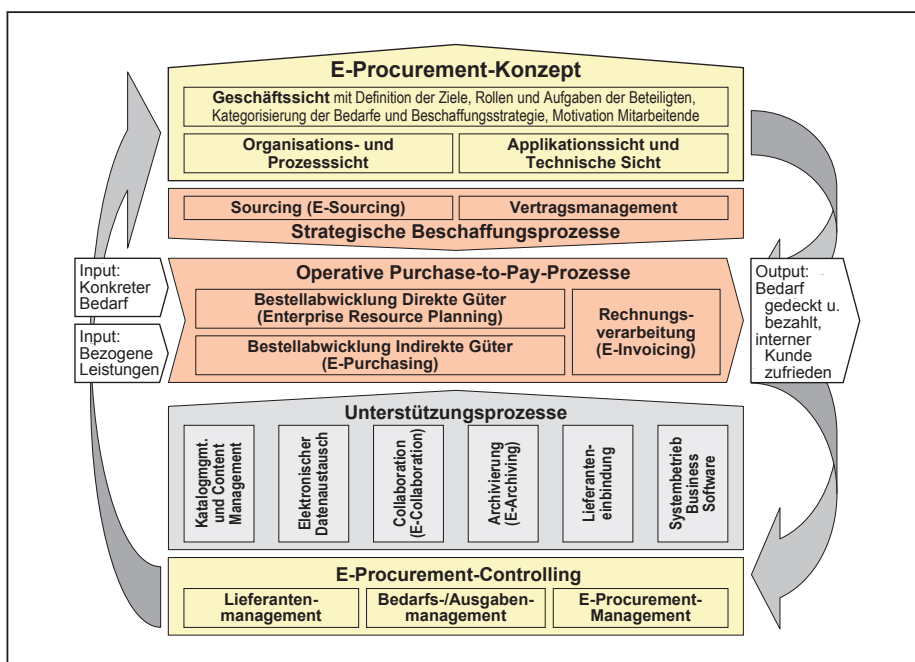 E-Procurement-Konzept
Geschäftssicht mit Definition der Ziele, Rollen und Aufgaben der Beteiligten,
Kategorisierung der Bedarfe und Beschaffungsstrategie, Motivation Mitarbeitende
Organisations- und
Prozesssicht
Applikationssicht und
Technische Sicht
Sourcing (E-Sourcing)
Vertragsmanagement
Strategische Beschaffungsprozesse
Input:
Konkreter
Bedarf
Input:
Bezogene
Leistungen
Operative Purchase-to-Pay-Prozesse
Bestellabwicklung Direkte Güter
(Enterprise Resource Planning)
Bestellabwicklung Indirekte Güter
(E-Purchasing)
Rechnungs-
verarbeitung
(E-Invoicing)
Output:
Bedarf
gedeckt u.
bezahlt,
interner
Kunde
zufrieden
Unterstützungsprozesse
Katalogmgmt.
und Content
Management
Elektronischer
Datenaustausch
Collaboration
(E-Collaboration)
Archivierung
(E-Archiving)
Lieferanten-
einbindung
Systembetrieb
Business
Software
E-Procurement-Controlling
Lieferanten-
management
Bedarfs-/Ausgaben-
management
E-Procurement-
Management